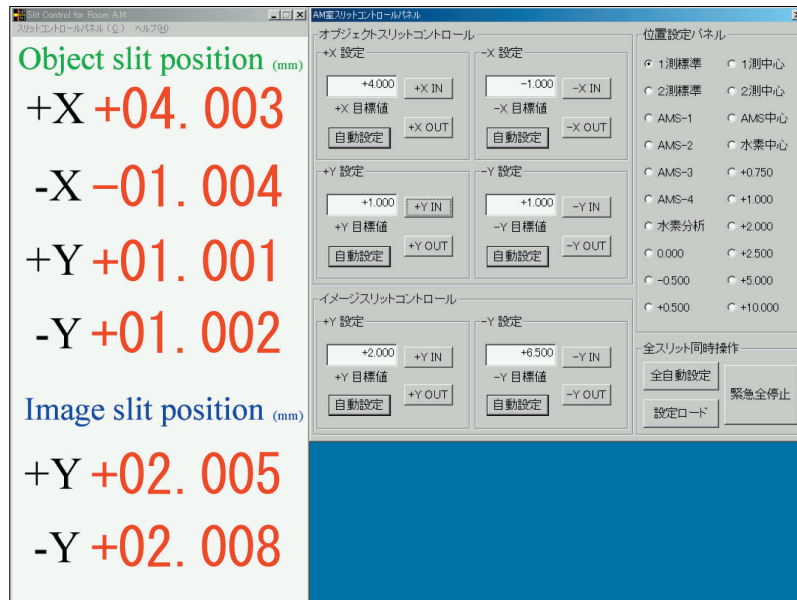 Slit Control for Room A.M
スリットコントロールパネル(C) ヘルプ(H)
Object slit position (mm)
+X +04.003
-X -01.004
+Y +01.001
-Y +01.002
Image slit position (mm)
+Y +02.005
-Y +02.008
AM室スリットコントロールパネル
オブジェクトスリットコントロール
+X 設定
+4.000
+X IN
+X 目標値
+X OUT
自動設定
-X 設定
-1.000
-X IN
-X 目標値
-X OUT
自動設定
+Y 設定
+1.000
+Y IN
+Y 目標値
+Y OUT
自動設定
-Y 設定
+1.000
-Y IN
-Y 目標値
-Y OUT
自動設定
イメージスリットコントロール
+Y 設定
+2.000
+Y IN
+Y 目標値
+Y OUT
自動設定
-Y 設定
+6.500
-Y IN
-Y 目標値
-Y OUT
自動設定
位置設定パネル
1測標準 1測中心
2測標準 2測中心
AMS-1 AMS中心
AMS-2 水素中心
AMS-3 +0.750
AMS-4 +1.000
水素分析 +2.000
0.000 +2.500
-0.500 +5.000
+0.500 +10.000
全スリット同時操作
全自動設定
緊急全停止
設定ロード